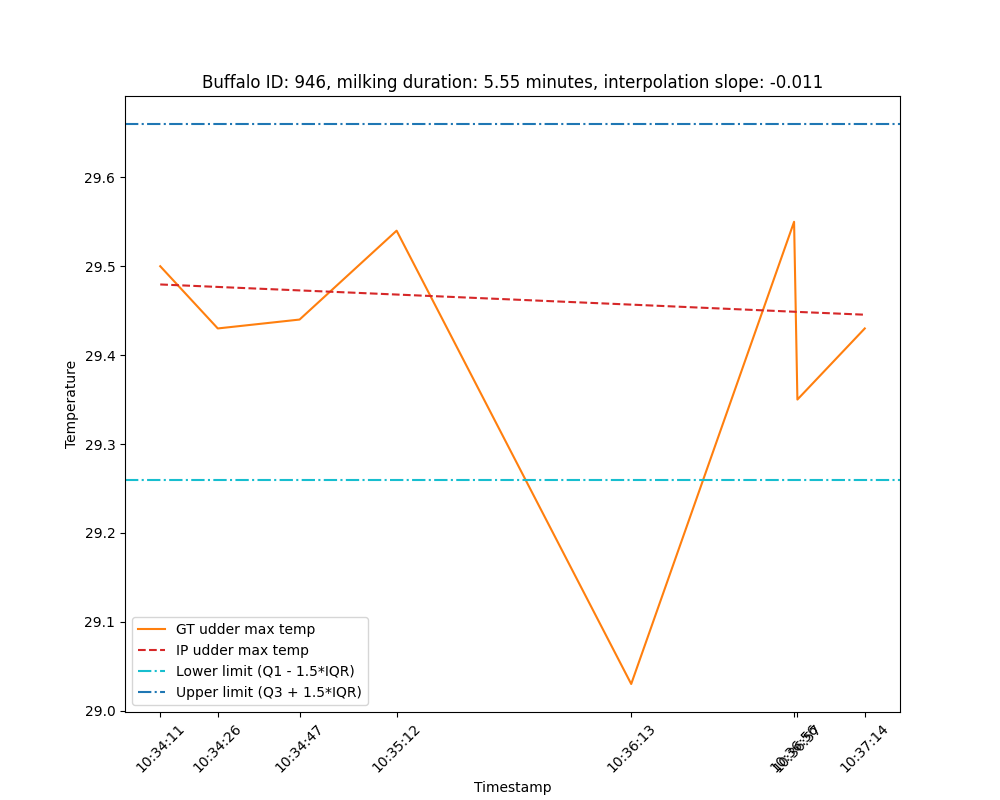 Buffalo ID: 946, milking duration: 5.55 minutes, interpolation slope: -0.011
Temperature
29.6
29.5
29.4
29.3
29.2
29.1
29.0
GT udder max temp
IP udder max temp
Lower limit (Q1 - 1.5*IQR)
Upper limit (Q3 + 1.5*IQR)
10:34:11
10:34:26
10:34:47
10:35:12
10:36:13
10:37:14
Timestamp